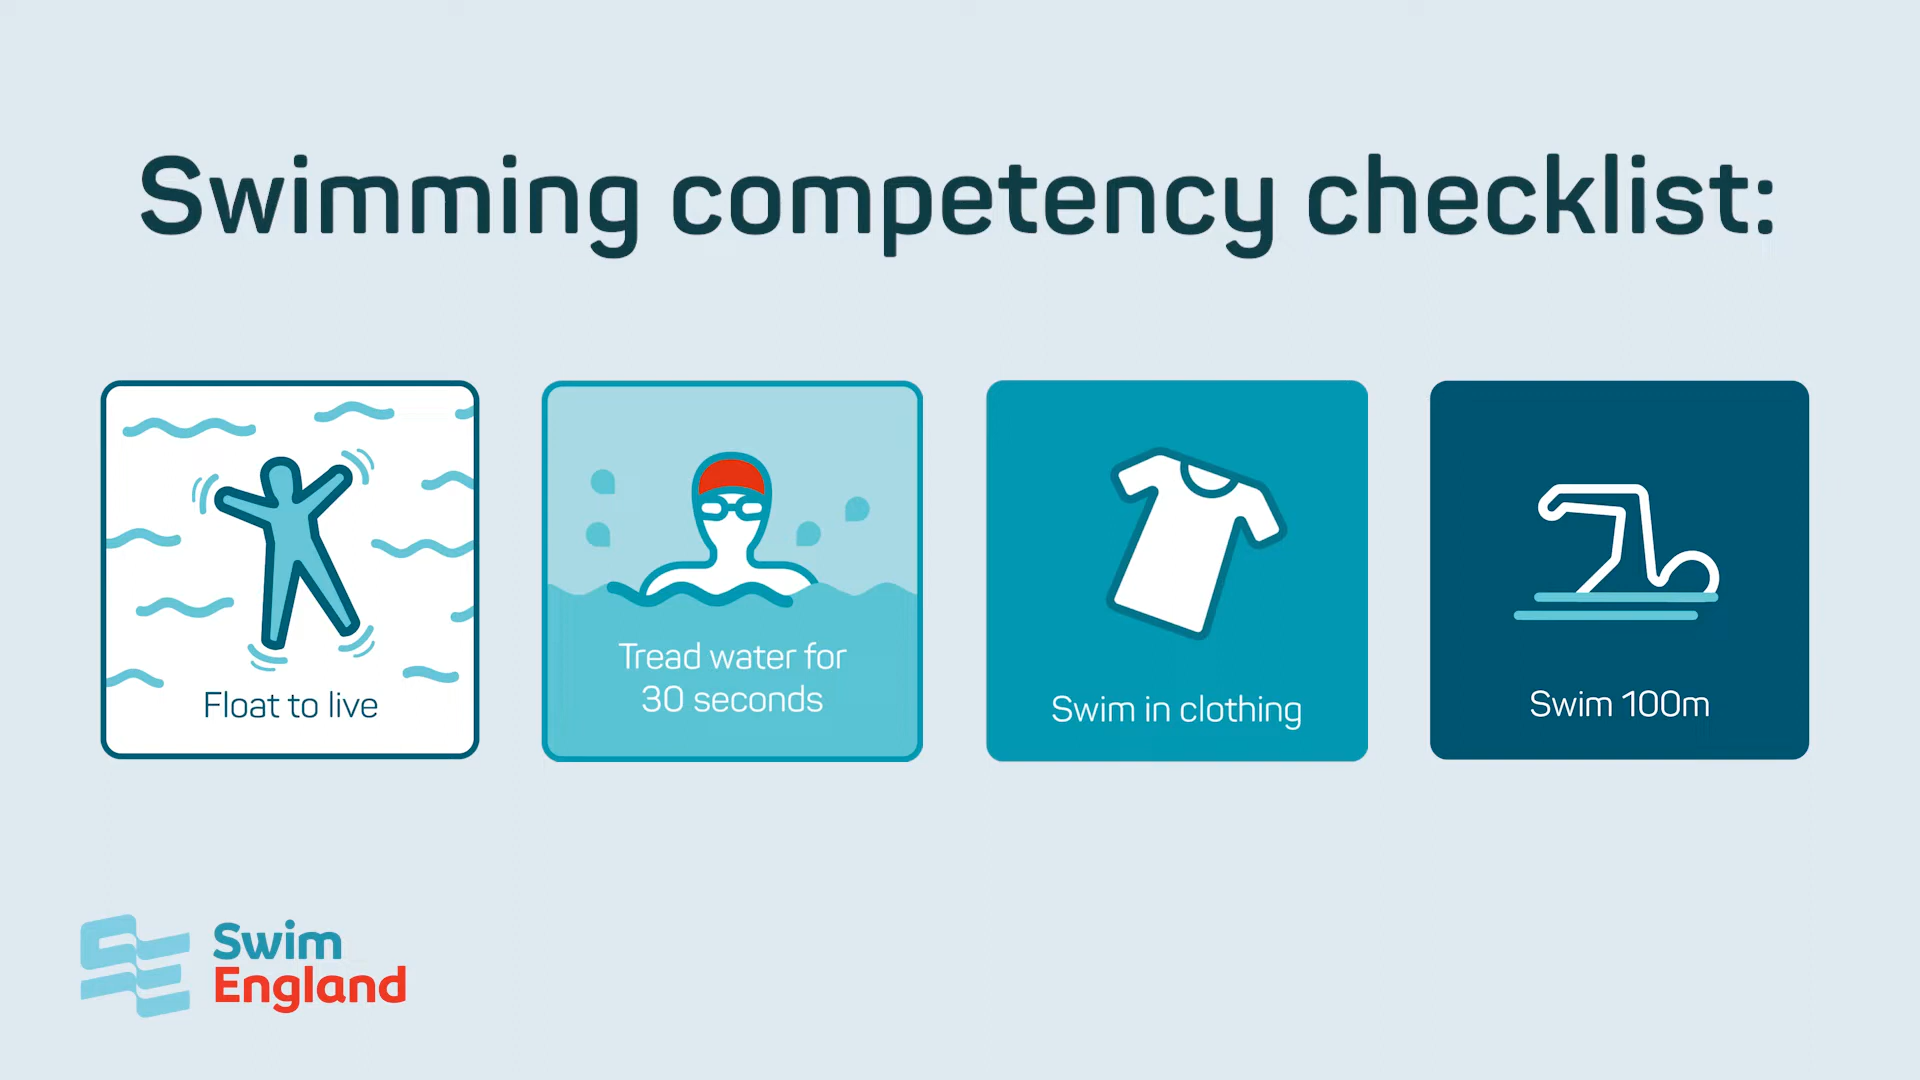 Swimming competency checklist:
Float to live
Tread water for
30 seconds
Swim in clothing
Swim 100m
Swim
England